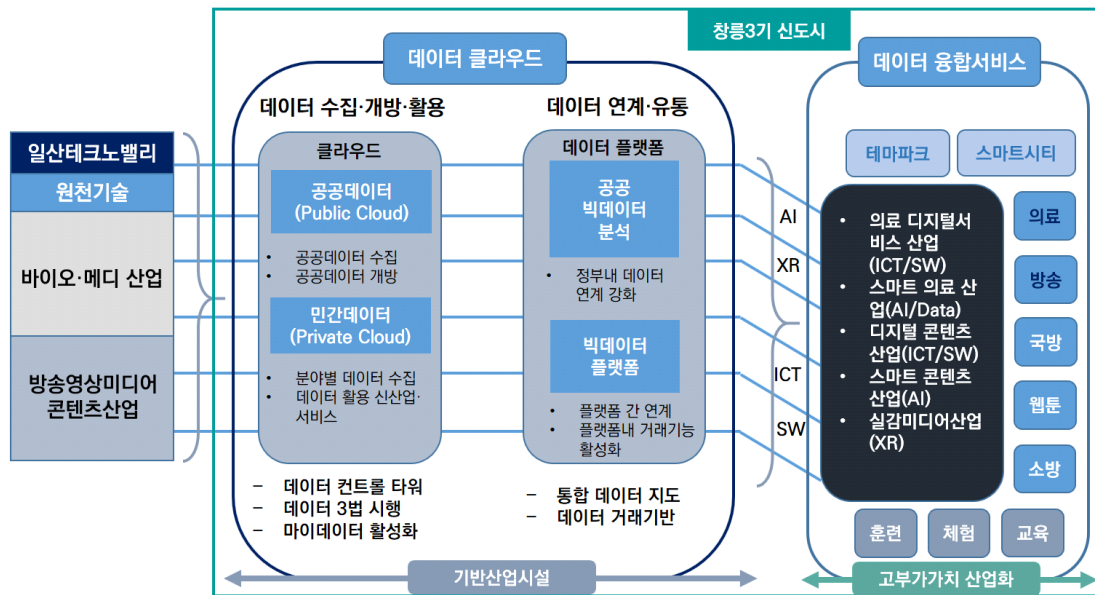 창릉3기 신도시
데이터 클라우드
데이터 융합서비스
데이터 수집·개방·활용
데이터 연계·유통
일산테크노밸리
원천기술
바이오·메디 산업
방송영상미디어
콘텐츠산업
클라우드
공공데이터
(Public Cloud)
• 공공데이터 수집
• 공공데이터 개방
민간데이터
(Private Cloud)
• 분야별 데이터 수집
• 데이터 활용 신산업·
서비스
데이터 플랫폼
공공
빅데이터
분석
• 정부내 데이터
연계 강화
빅데이터
플랫폼
• 플랫폼 간 연계
• 플랫폼내 거래기능
활성화
– 데이터 컨트롤 타워
– 데이터 3법 시행
– 마이데이터 활성화
– 통합 데이터 지도
– 데이터 거래기반
기반산업시설
AI
XR
ICT
SW
테마파크
스마트시티
• 의료 디지털서
비스 산업
(ICT/SW)
• 스마트 의료 산
업(AI/Data)
• 디지털 콘텐츠
산업(ICT/SW)
• 스마트 콘텐츠
산업(AI)
• 실감미디어산업
(XR)
의료
방송
국방
웹툰
소방
훈련
체험
교육
고부가가치 산업화